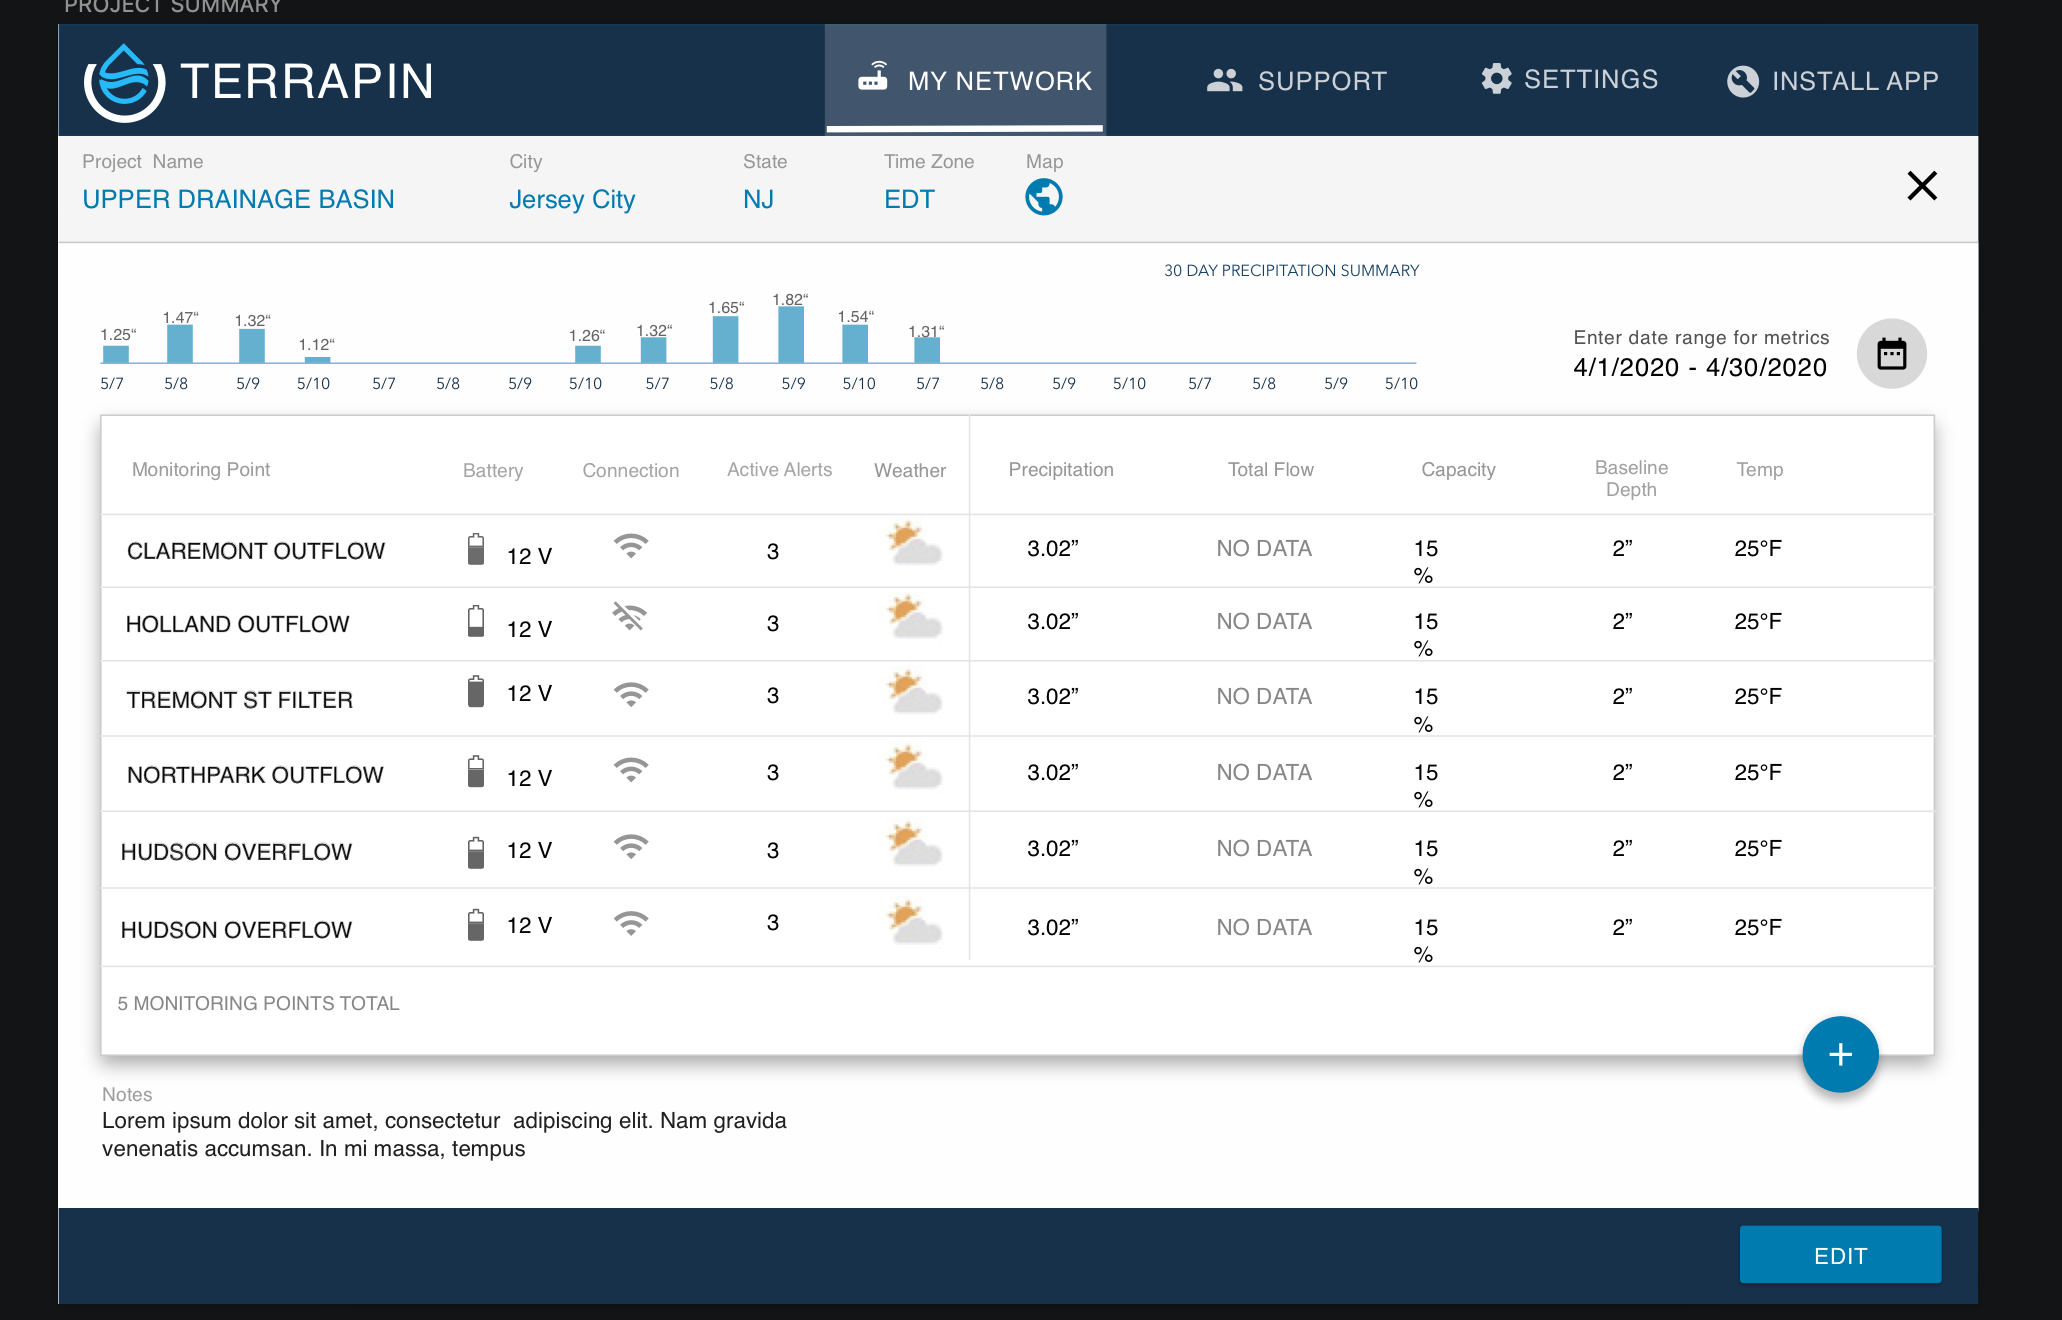 PROJECT SUMMARY
TERRAPIN
MY NETWORK
SUPPORT
SETTINGS
INSTALL APP
Project Name City State Time Zone Map
UPPER DRAINAGE BASIN Jersey City NJ EDT
30 DAY PRECIPITATION SUMMARY
1.25“ 1.47“ 1.32“ 1.12“ 1.26“ 1.32“ 1.65“ 1.82“ 1.54“ 1.31“
5/7 5/8 5/9 5/10 5/7 5/8 5/9 5/10 5/7 5/8 5/9 5/10 5/7 5/8 5/9 5/10 5/7 5/8 5/9 5/10
Enter date range for metrics
4/1/2020 - 4/30/2020
Monitoring Point Battery Connection Active Alerts Weather Precipitation Total Flow Capacity Baseline Depth Temp
CLAREMONT OUTFLOW 12 V 3 3.02” NO DATA 15 % 2” 25°F
HOLLAND OUTFLOW 12 V 3 3.02” NO DATA 15 % 2” 25°F
TREMONT ST FILTER 12 V 3 3.02” NO DATA 15 % 2” 25°F
NORTHPARK OUTFLOW 12 V 3 3.02” NO DATA 15 % 2” 25°F
HUDSON OVERFLOW 12 V 3 3.02” NO DATA 15 % 2” 25°F
HUDSON OVERFLOW 12 V 3 3.02” NO DATA 15 % 2” 25°F
5 MONITORING POINTS TOTAL
+
Notes
Lorem ipsum dolor sit amet, consectetur adipiscing elit. Nam gravida
venenatis accumsan. In mi massa, tempus
EDIT